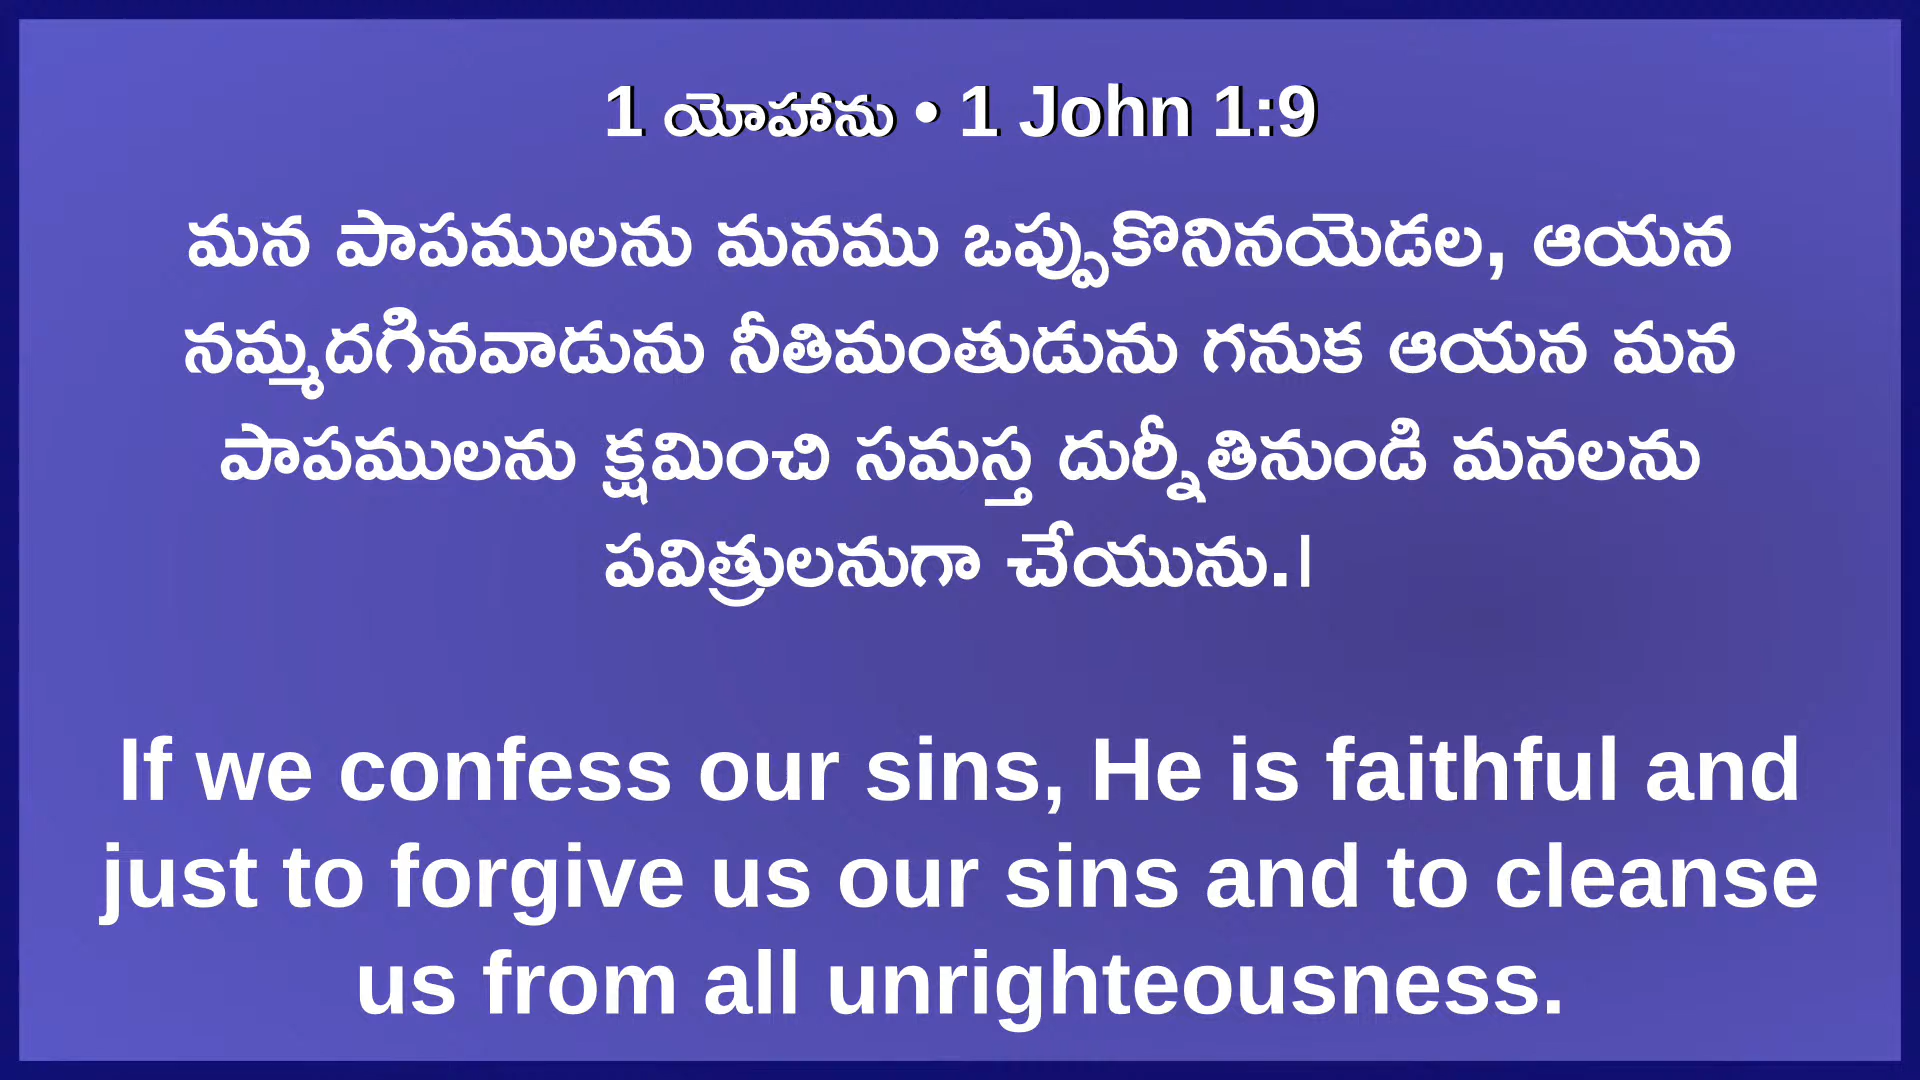 1 యోహాను • 1 John 1:9
మన పాపములను మనము ఒప్పుకొనినయెడల, ఆయన
నమ్మదగినవాడును నీతిమంతుడును గనుక ఆయన మన
పాపములను క్షమించి సమస్త దుర్నీతినుండి మనలను
పవిత్రులనుగా చేయును.।
If we confess our sins, He is faithful and
just to forgive us our sins and to cleanse
us from all unrighteousness.